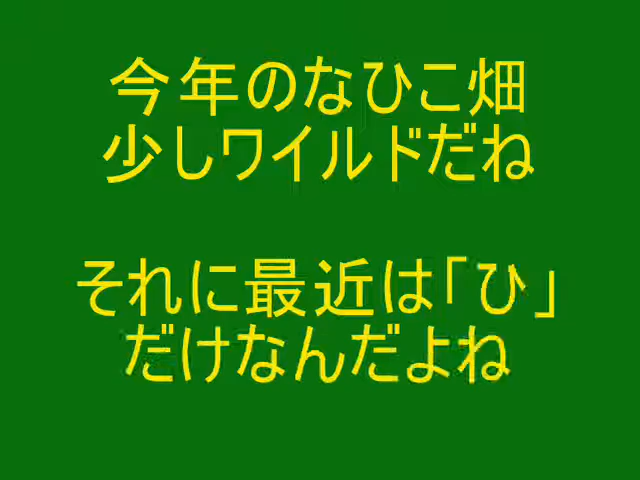 今年のなひこ畑
少しワイルドだね
それに最近は「ひ」
だけなんだよね